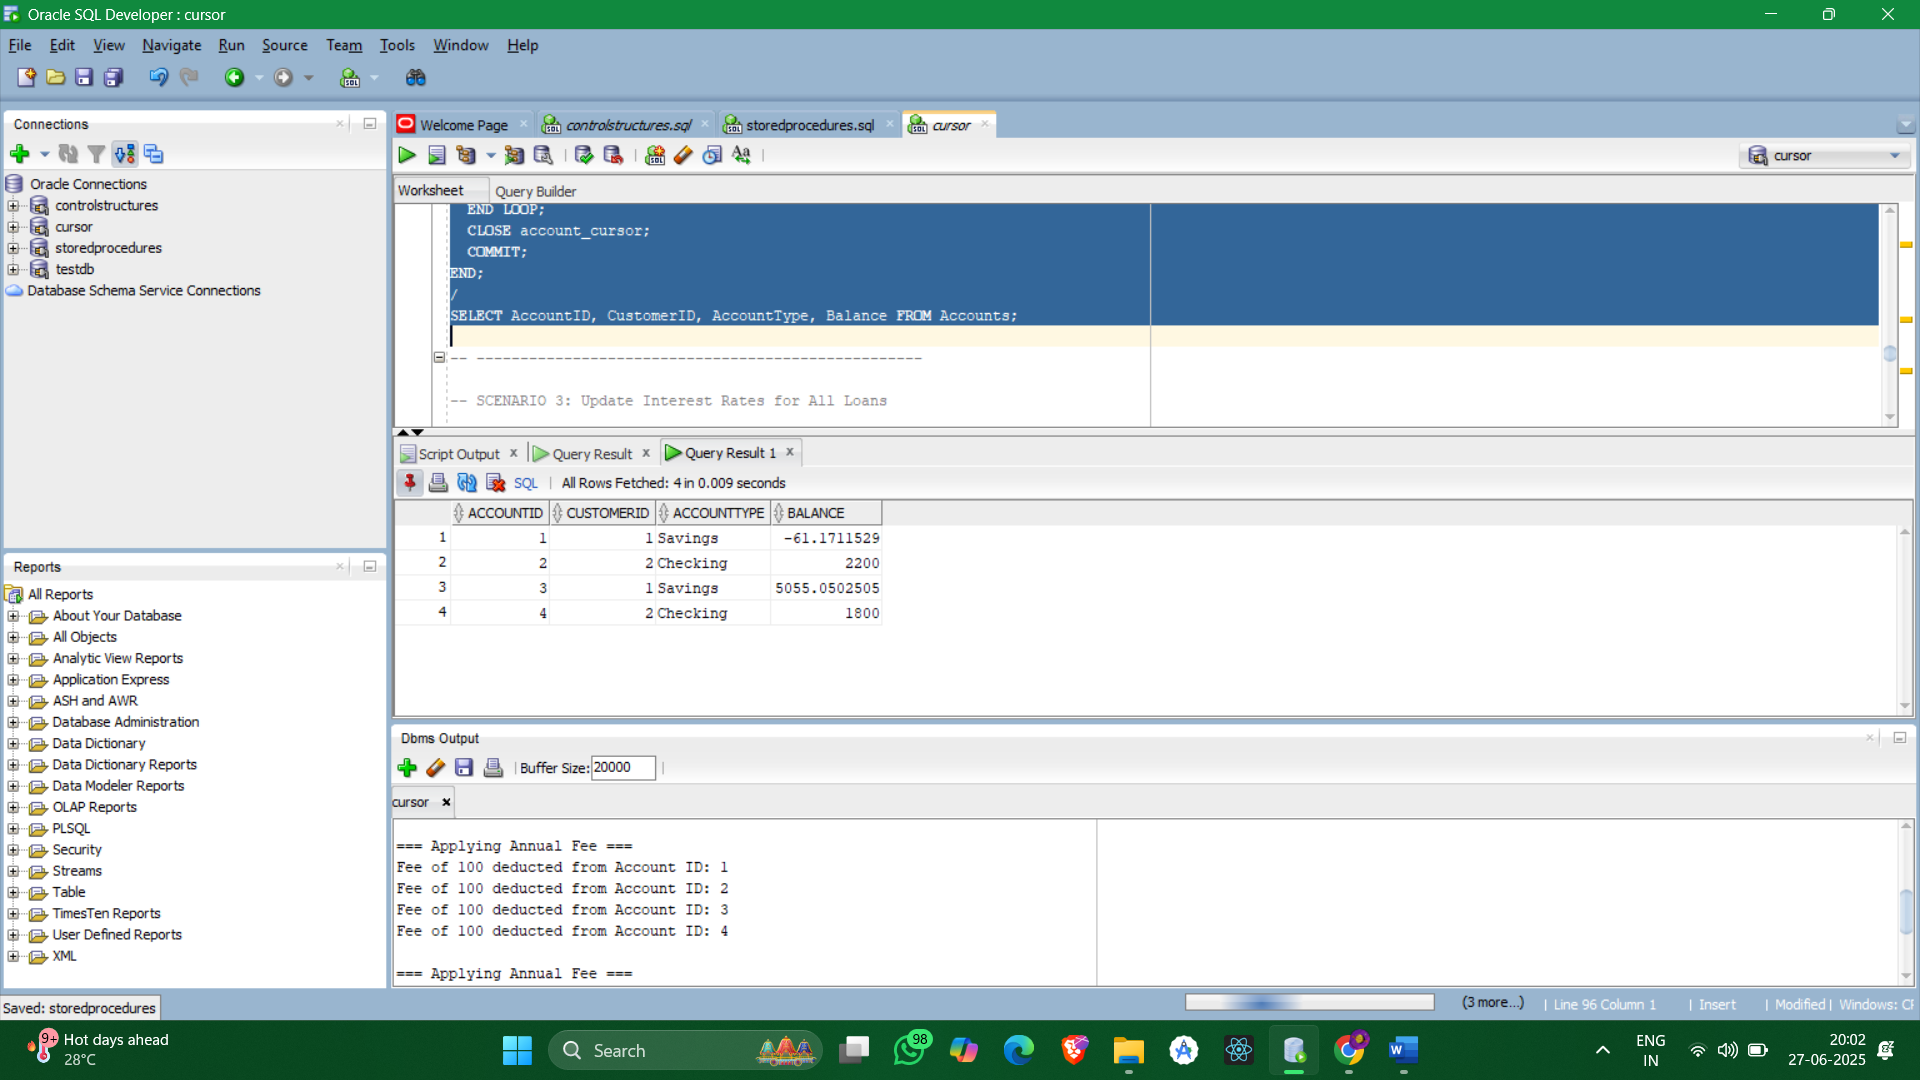 Oracle SQL Developer : cursor
File Edit View Navigate Run Source Team Tools Window Help
Connections
Oracle Connections
controlstructures
cursor
storedprocedures
testdb
Database Schema Service Connections
Reports
All Reports
About Your Database
All Objects
Analytic View Reports
Application Express
ASH and AWR
Database Administration
Data Dictionary
Data Dictionary Reports
Data Modeler Reports
OLAP Reports
PLSQL
Security
Streams
Table
TimesTen Reports
User Defined Reports
XML
Welcome Page controlstructures.sql storedprocedures.sql cursor
cursor
Worksheet Query Builder
END LOOP;
CLOSE account_cursor;
COMMIT;
END;
/
SELECT AccountID, CustomerID, AccountType, Balance FROM Accounts;
-- ---------------------------------------------------
-- SCENARIO 3: Update Interest Rates for All Loans
Script Output Query Result Query Result 1
SQL All Rows Fetched: 4 in 0.009 seconds
ACCOUNTID CUSTOMERID ACCOUNTTYPE BALANCE
1 1 1 Savings -61.1711529
2 2 2 Checking 2200
3 3 1 Savings 5055.0502505
4 4 2 Checking 1800
Dbms Output
Buffer Size: 20000
cursor
=== Applying Annual Fee ===
Fee of 100 deducted from Account ID: 1
Fee of 100 deducted from Account ID: 2
Fee of 100 deducted from Account ID: 3
Fee of 100 deducted from Account ID: 4
=== Applying Annual Fee ===
Saved: storedprocedures
(3 more...) Line 96 Column 1 Insert Modified Windows:
9+ Hot days ahead
28°C
Search
98
ENG
IN
20:02
27-06-2025